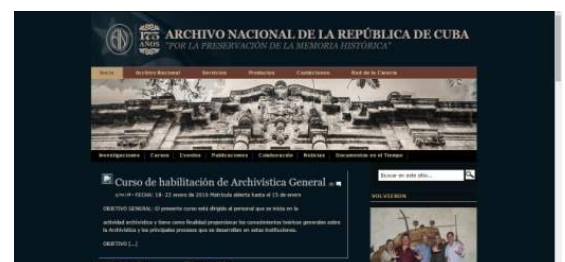 175 AÑOS
ARCHIVO NACIONAL DE LA REPÚBLICA DE CUBA
"POR LA PRESERVACIÓN DE LA MEMORIA HISTÓRICA"
Inicio Archivo Nacional Servicios Productos Contáctenos Red de la Ciencia
Investigaciones Cursos Eventos Publicaciones Colaboración Noticias Documentos en el Tiempo
Curso de habilitación de Archivística General
FECHA: 18- 22 enero de 2016 Matrícula abierta hasta el 15 de enero
OBJETIVO GENERAL: El presente curso está dirigido al personal que se inicia en la
actividad archivística y tiene como finalidad proporcionar los conocimientos teóricos generales sobre
la Archivística y los principales procesos que se desarrollan en estas instituciones.
OBJETIVO [...]
Buscar en este sitio...
VOLVIERON